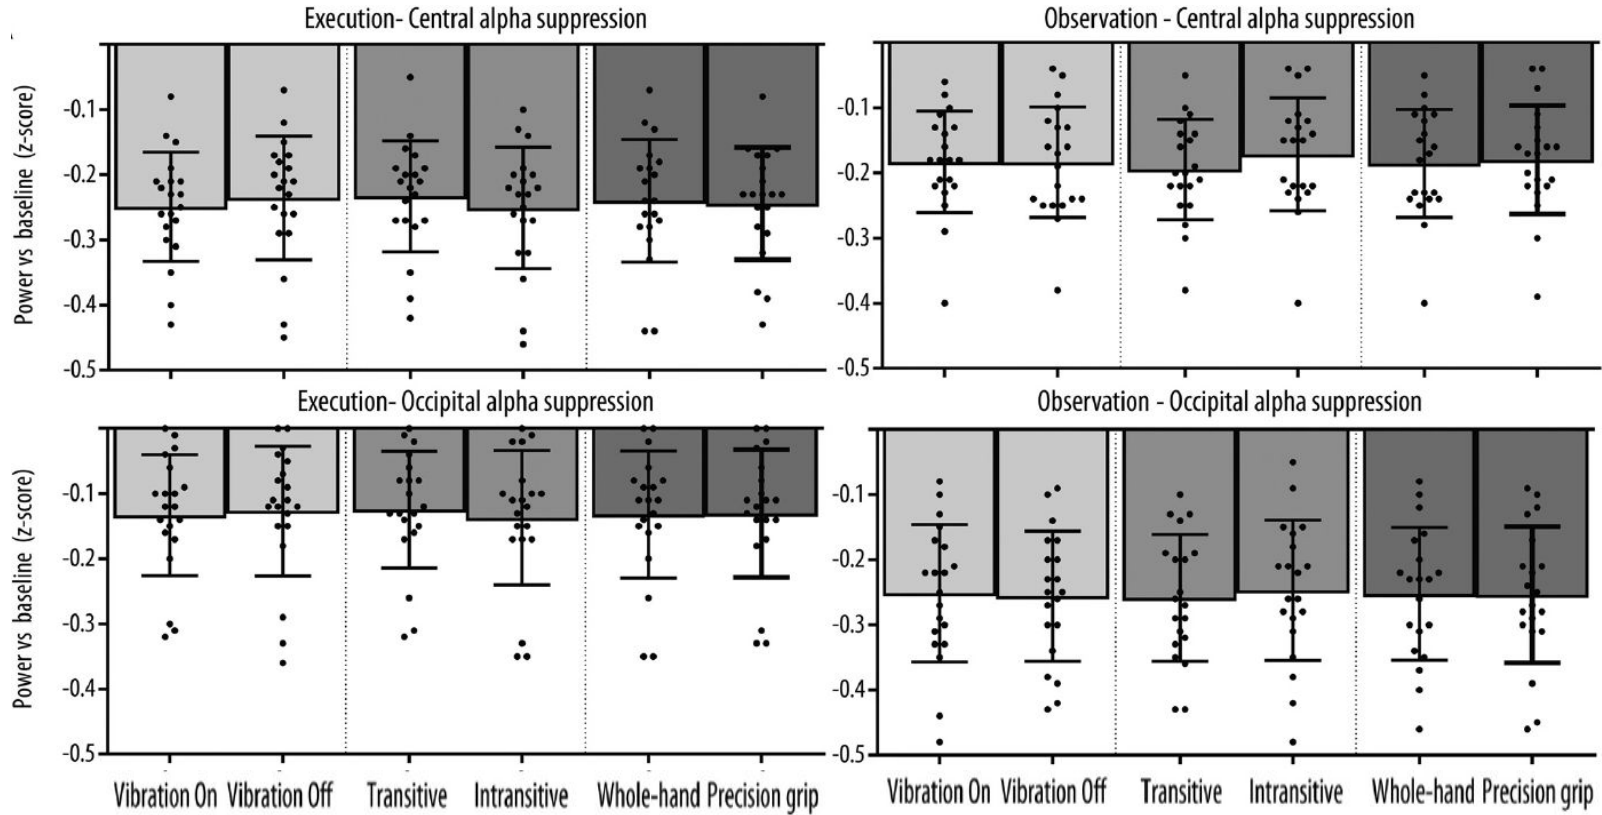 Execution- Central alpha suppression
Observation - Central alpha suppression
Power vs baseline (z-score)
-0.1
-0.2
-0.3
-0.4
-0.5
-0.1
-0.2
-0.3
-0.4
-0.5
Execution- Occipital alpha suppression
Observation - Occipital alpha suppression
Power vs baseline (z-score)
-0.1
-0.2
-0.3
-0.4
-0.5
-0.1
-0.2
-0.3
-0.4
-0.5
Vibration On Vibration Off Transitive Intransitive Whole-hand Precision grip
Vibration On Vibration Off Transitive Intransitive Whole-hand Precision grip